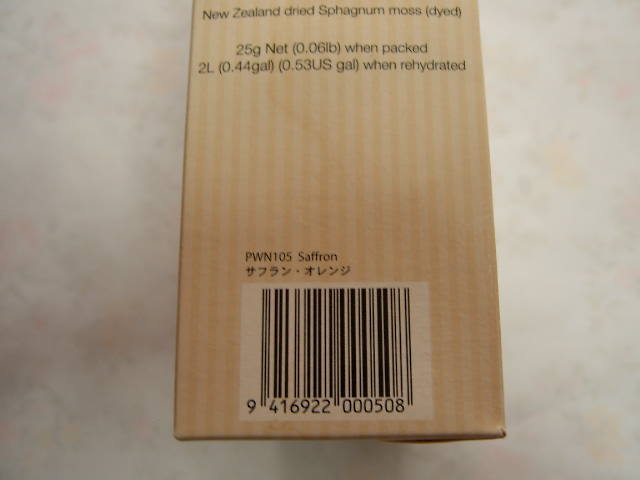 New Zealand dried Sphagnum moss (dyed)
25g Net (0.06lb) when packed
2L (0.44gal) (0.53US gal) when rehydrated
PWN105 Saffron
サフラン・オレンジ
9 416922 000508